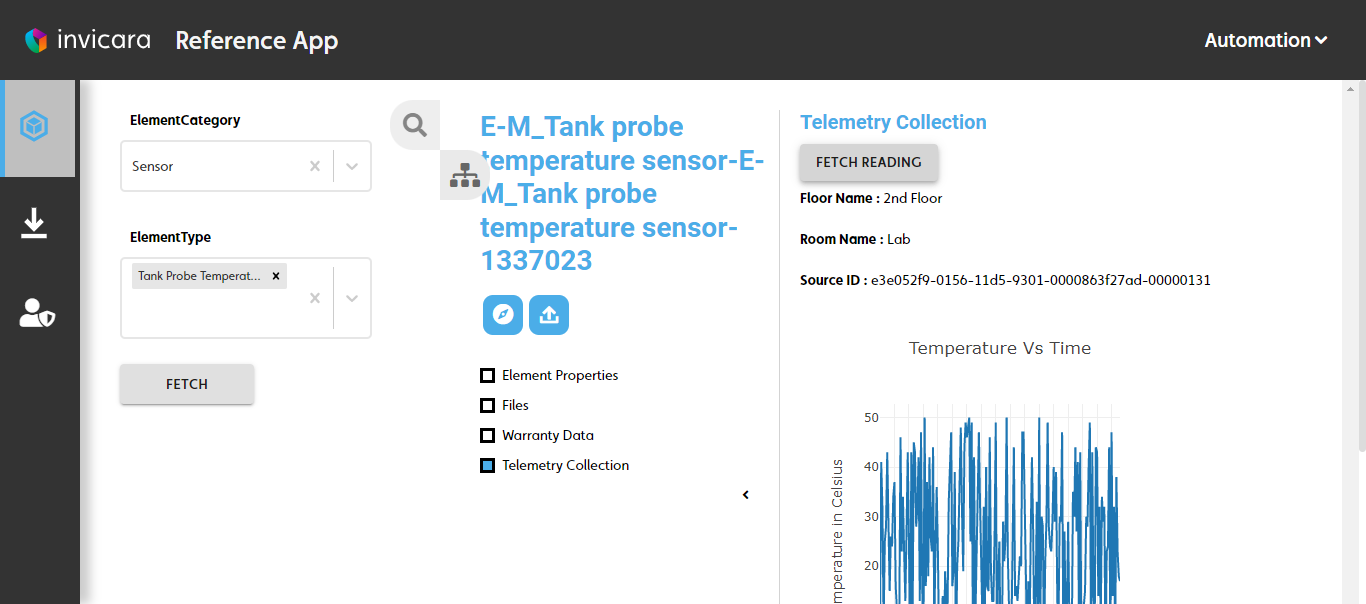 invicara
Reference App
Automation
ElementCategory
Sensor
ElementType
Tank Probe Temperat...
FETCH
E-M_Tank probe
temperature sensor-E-
M_Tank probe
temperature sensor-
1337023
Element Properties
Files
Warranty Data
Telemetry Collection
Telemetry Collection
FETCH READING
Floor Name : 2nd Floor
Room Name : Lab
Source ID : e3e052f9-0156-11d5-9301-0000863f27ad-00000131
Temperature Vs Time
50
40
30
20
mperature in Celsius